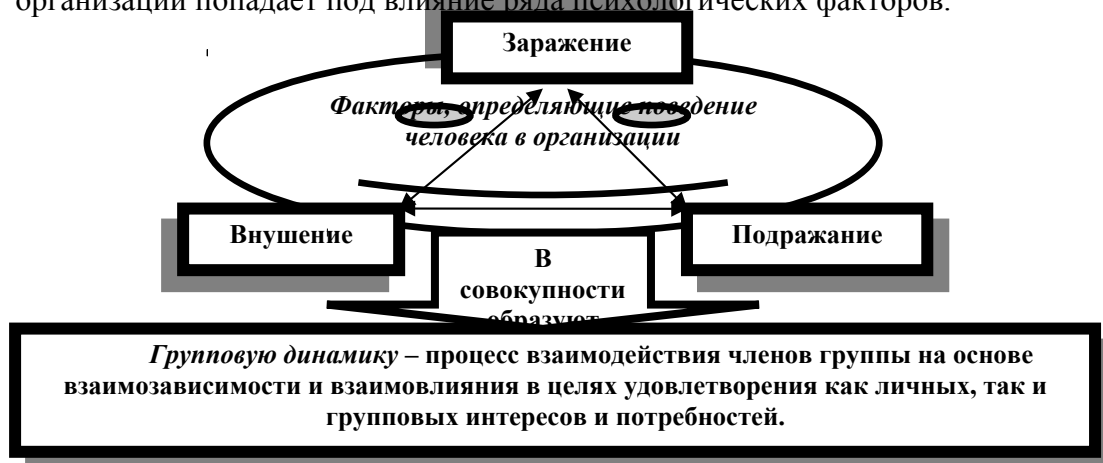 организации попадает под влияние ряда психологических факторов.
Заражение
Факторы, определяющие поведение
человека в организации
Внушение
Подражание
В
совокупности
образуют
Групповую динамику – процесс взаимодействия членов группы на основе
взаимозависимости и взаимовлияния в целях удовлетворения как личных, так и
групповых интересов и потребностей.